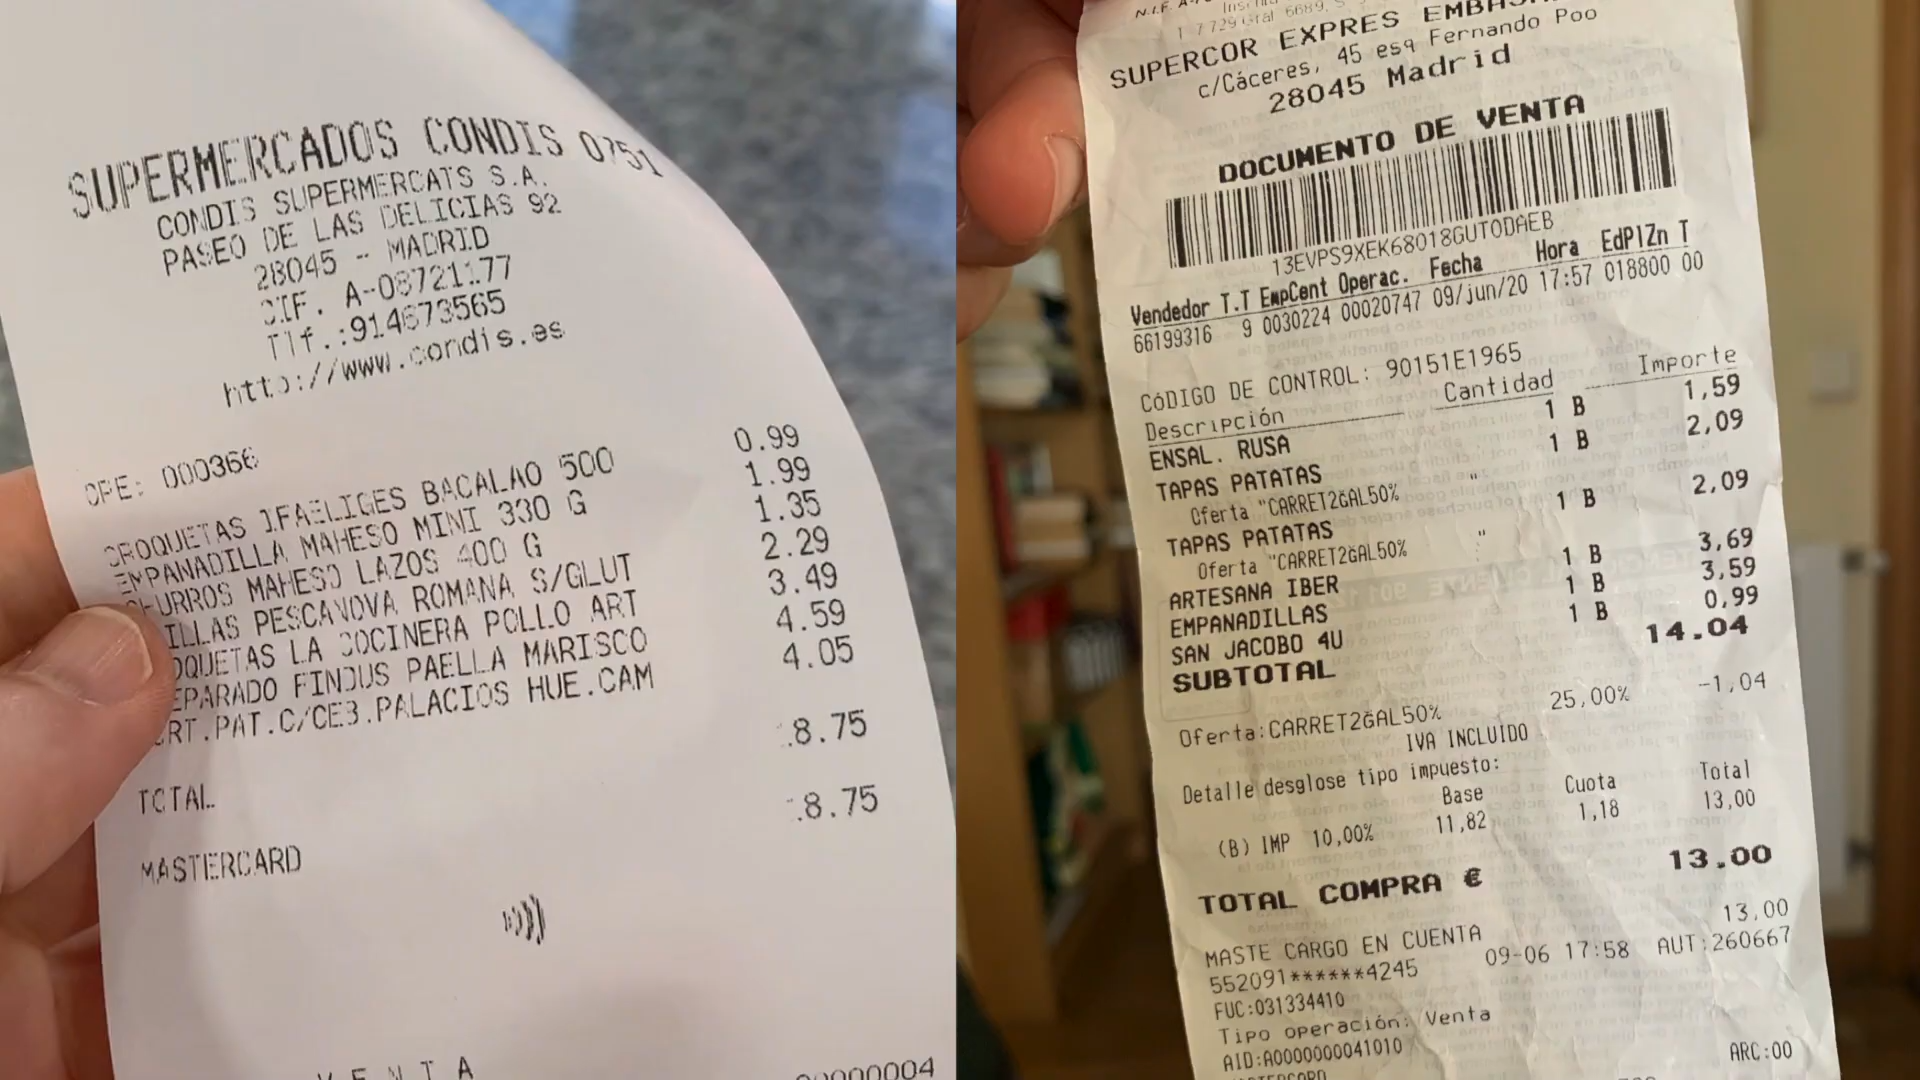 SUPERMERCADOS CONDIS 0751
CONDIS SUPERMERCATS S.A.
PASEO DE LAS DELICIAS 92
28045 - MADRID
CIF. A-08721177
Tlf.:914673565
http://www.condis.es
OPE: 000366
CROQUETAS BACALAO 500 0.99
EMPANADILLA MAHESO MINI 330 G 1.99
CHURROS MAHESO LAZOS 400 G 1.35
ILLAS PESCANOVA ROMANA S/GLUT 2.29
OQUETAS LA COCINERA POLLO ART 3.49
EPARADO FINDUS PAELLA MARISCO 4.59
RT.PAT.C/CEB.PALACIOS HUE.CAM 4.05
8.75
TOTAL
8.75
MASTERCARD
V E N T A
00000004
SUPERCOR EXPRES
c/Cáceres, 45 esq Fernando Poo
28045 Madrid
DOCUMENTO DE VENTA
13EVPS9XEK68018GUTODAEB
Vendedor T.T EmpCent Operac. Fecha Hora EdPlZn T
66199316 9 0030224 00020747 09/jun/20 17:57 018800 00
CóDIGO DE CONTROL: 90151E1965
Descripción Cantidad Importe
ENSAL. RUSA 1 B 1,59
TAPAS PATATAS 1 B 2,09
Oferta "CARRET2ªAL50% "
TAPAS PATATAS 1 B 2,09
Oferta "CARRET2ªAL50% "
ARTESANA IBER 1 B 3,69
EMPANADILLAS 1 B 3,59
SAN JACOBO 4U 1 B 0,99
SUBTOTAL 14.04
Oferta:CARRET2ªAL50% 25,00% -1,04
IVA INCLUIDO
Detalle desglose tipo impuesto:
Base Cuota Total
(B) IMP 10,00% 11,82 1,18 13,00
TOTAL COMPRA € 13.00
MASTE CARGO EN CUENTA 13,00
552091******4245 09-06 17:58 AUT:260667
FUC:031334410
Tipo operación: Venta
AID:A0000000041010 ARC:00